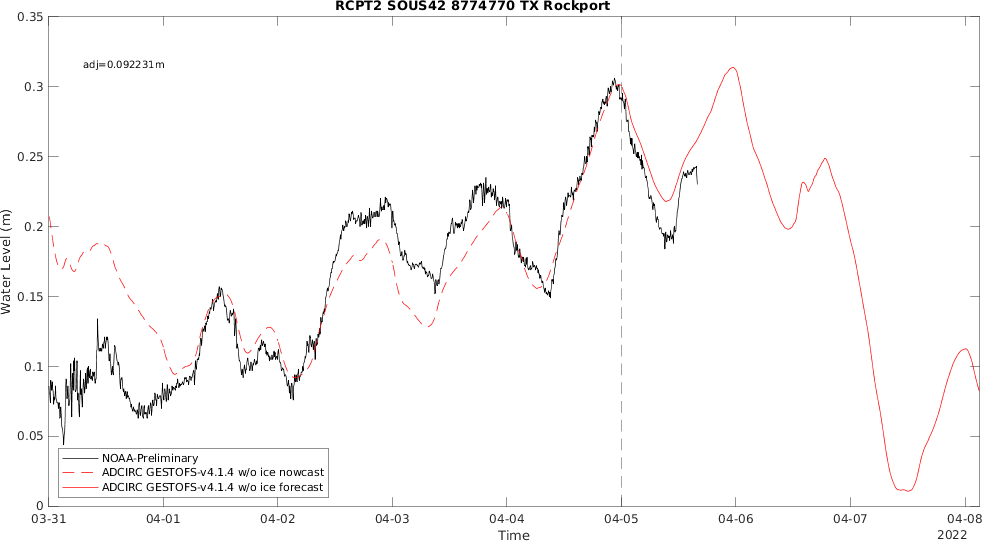 RCPT2 SOUS42 8774770 TX Rockport
adj=0.092231m
Water Level (m)
0.35
0.3
0.25
0.2
0.15
0.1
0.05
0
NOAA-Preliminary
ADCIRC GESTOFS-v4.1.4 w/o ice nowcast
ADCIRC GESTOFS-v4.1.4 w/o ice forecast
03-31 04-01 04-02 04-03 04-04 04-05 04-06 04-07 04-08
Time
2022